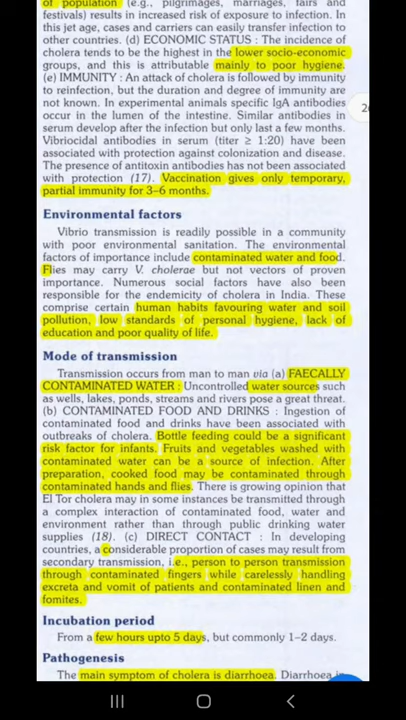 of population (e.g., pilgrimages, marriages, fairs and
festivals) results in increased risk of exposure to infection. In
this jet age, cases and carriers can easily transfer infection to
other countries. (d) ECONOMIC STATUS : The incidence of
cholera tends to be the highest in the lower socio-economic
groups, and this is attributable mainly to poor hygiene.
(e) IMMUNITY : An attack of cholera is followed by immunity
to reinfection, but the duration and degree of immunity are
not known. In experimental animals specific IgA antibodies
occur in the lumen of the intestine. Similar antibodies in
serum develop after the infection but only last a few months.
Vibriocidal antibodies in serum (titer ≥ 1:20) have been
associated with protection against colonization and disease.
The presence of antitoxin antibodies has not been associated
with protection (17). Vaccination gives only temporary,
partial immunity for 3–6 months.
Environmental factors
Vibrio transmission is readily possible in a community
with poor environmental sanitation. The environmental
factors of importance include contaminated water and food.
Flies may carry V. cholerae but not vectors of proven
importance. Numerous social factors have also been
responsible for the endemicity of cholera in India. These
comprise certain human habits favouring water and soil
pollution, low standards of personal hygiene, lack of
education and poor quality of life.
Mode of transmission
Transmission occurs from man to man via (a) FAECALLY
CONTAMINATED WATER : Uncontrolled water sources such
as wells, lakes, ponds, streams and rivers pose a great threat.
(b) CONTAMINATED FOOD AND DRINKS : Ingestion of
contaminated food and drinks have been associated with
outbreaks of cholera. Bottle feeding could be a significant
risk factor for infants. Fruits and vegetables washed with
contaminated water can be a source of infection. After
preparation, cooked food may be contaminated through
contaminated hands and flies. There is growing opinion that
El Tor cholera may in some instances be transmitted through
a complex interaction of contaminated food, water and
environment rather than through public drinking water
supplies (18). (c) DIRECT CONTACT : In developing
countries, a considerable proportion of cases may result from
secondary transmission, i.e., person to person transmission
through contaminated fingers while carelessly handling
excreta and vomit of patients and contaminated linen and
fomites.
Incubation period
From a few hours upto 5 days, but commonly 1–2 days.
Pathogenesis
The main symptom of cholera is diarrhoea. Diarrhoea